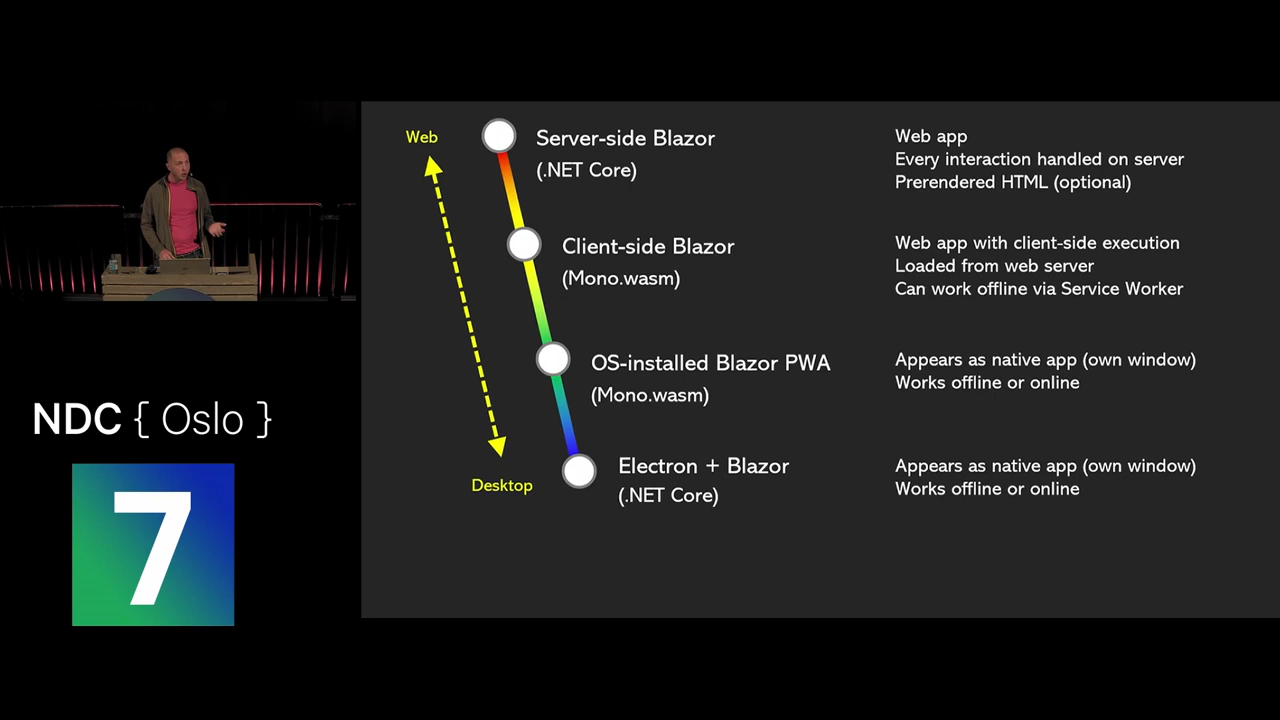 Web
Server-side Blazor
(.NET Core)
Web app
Every interaction handled on server
Prerendered HTML (optional)
Client-side Blazor
(Mono.wasm)
Web app with client-side execution
Loaded from web server
Can work offline via Service Worker
OS-installed Blazor PWA
(Mono.wasm)
Appears as native app (own window)
Works offline or online
Electron + Blazor
(.NET Core)
Appears as native app (own window)
Works offline or online
Desktop
NDC { Oslo }
7